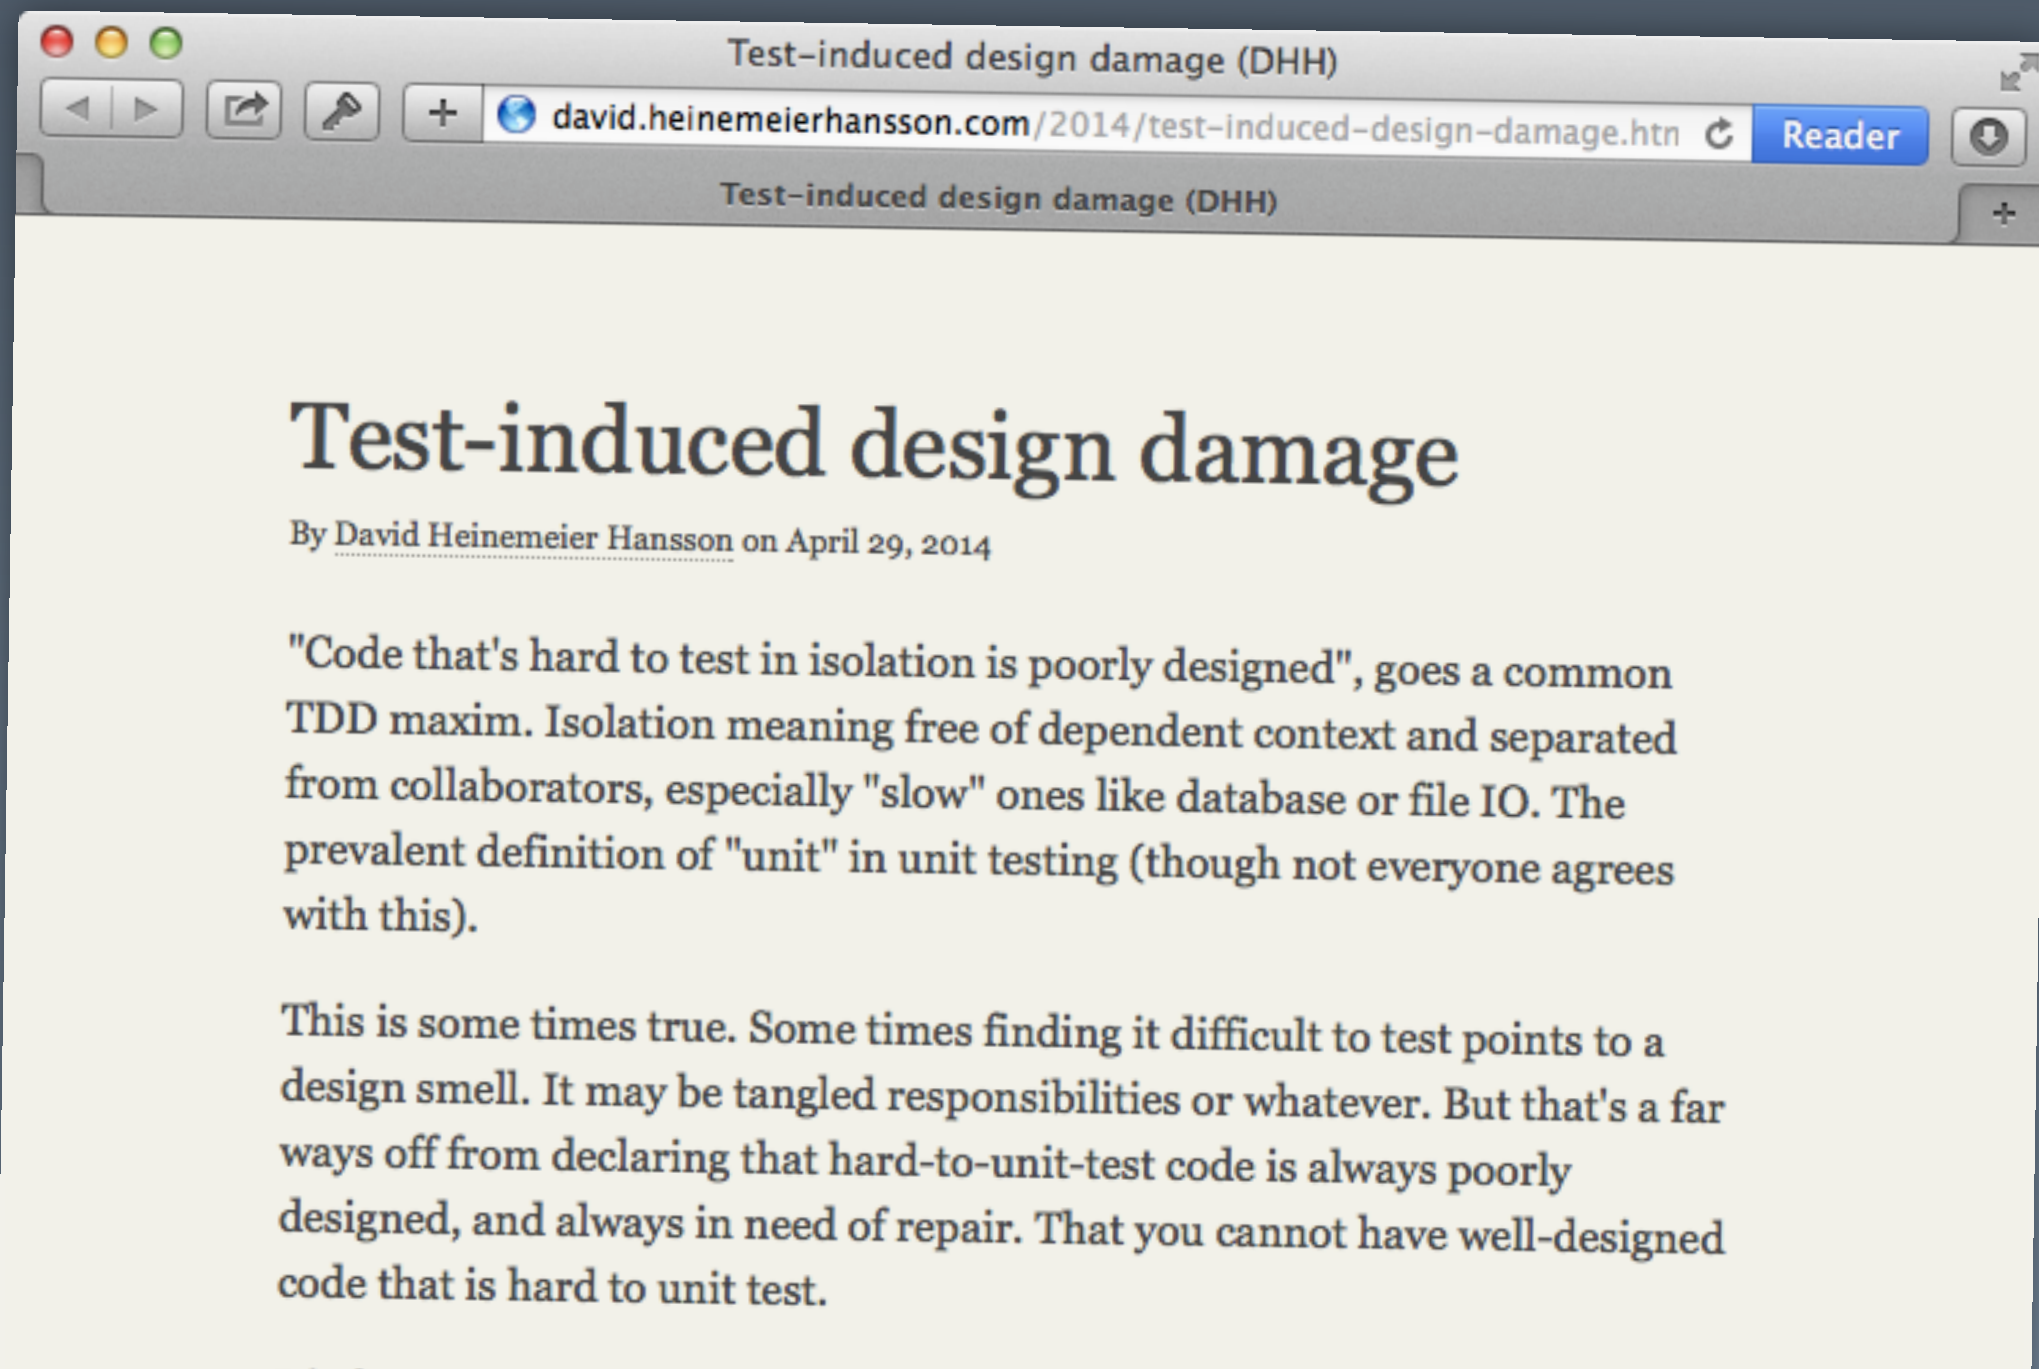 Test-induced design damage (DHH)
david.heinemeierhansson.com/2014/test-induced-design-damage.htn
Reader
Test-induced design damage (DHH)
Test-induced design damage
By David Heinemeier Hansson on April 29, 2014
"Code that's hard to test in isolation is poorly designed", goes a common
TDD maxim. Isolation meaning free of dependent context and separated
from collaborators, especially "slow" ones like database or file IO. The
prevalent definition of "unit" in unit testing (though not everyone agrees
with this).
This is some times true. Some times finding it difficult to test points to a
design smell. It may be tangled responsibilities or whatever. But that's a far
ways off from declaring that hard-to-unit-test code is always poorly
designed, and always in need of repair. That you cannot have well-designed
code that is hard to unit test.